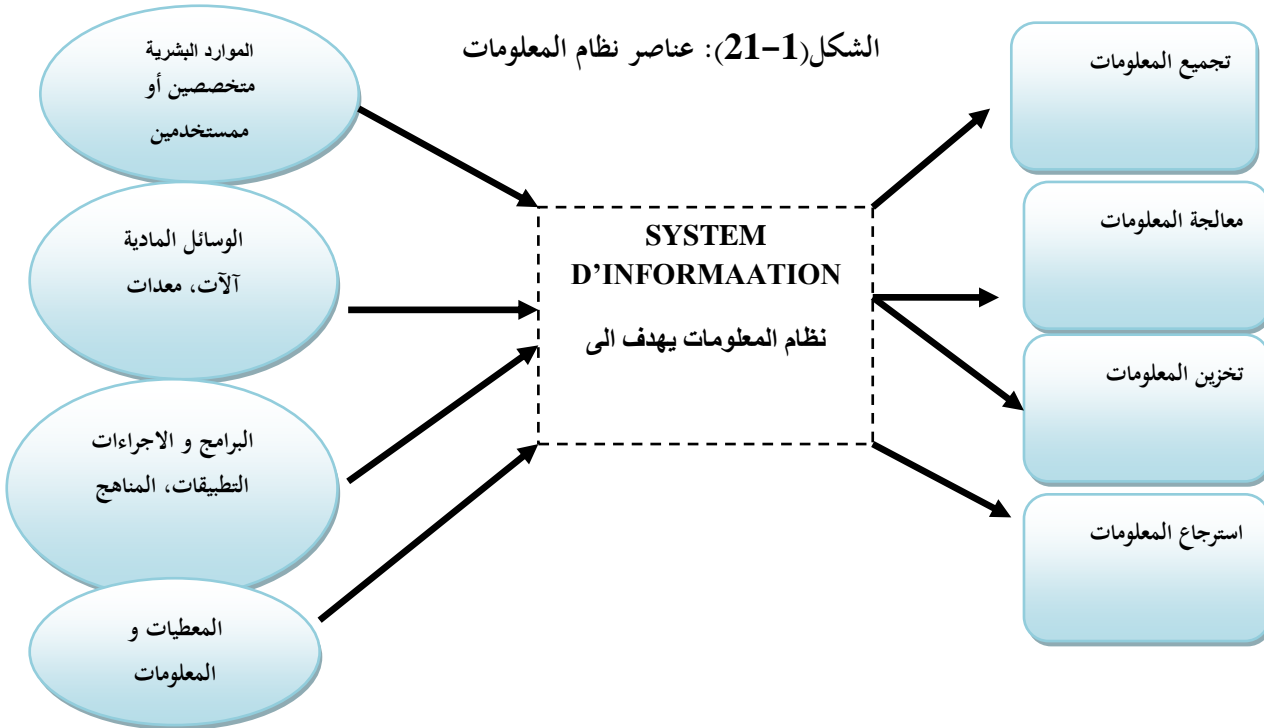 الشكل(1-21): عناصر نظام المعلومات
الموارد البشرية
متخصصين أو
ممستخدمين
الوسائل المادية
آلآت، معدات
البرامج و الاجراءات
التطبيقات، المناهج
المعطيات و
المعلومات
SYSTEM
D’INFORMAATION
نظام المعلومات يهدف الى
تجميع المعلومات
معالجة المعلومات
تخزين المعلومات
استرجاع المعلومات